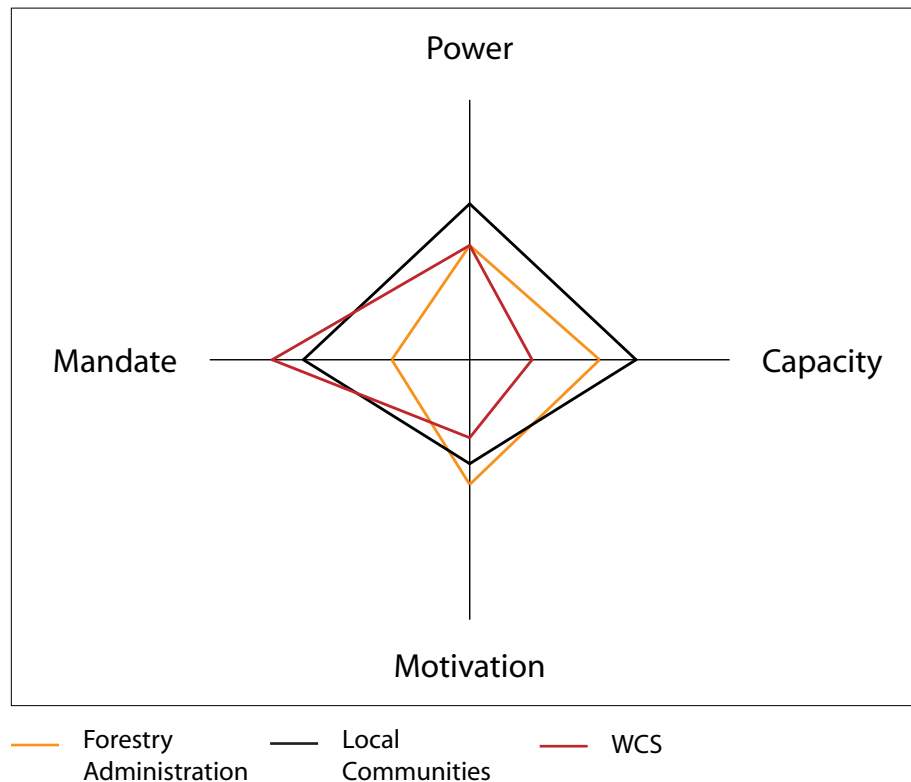 Power
Mandate
Capacity
Motivation
Forestry
Administration
Local
Communities
WCS